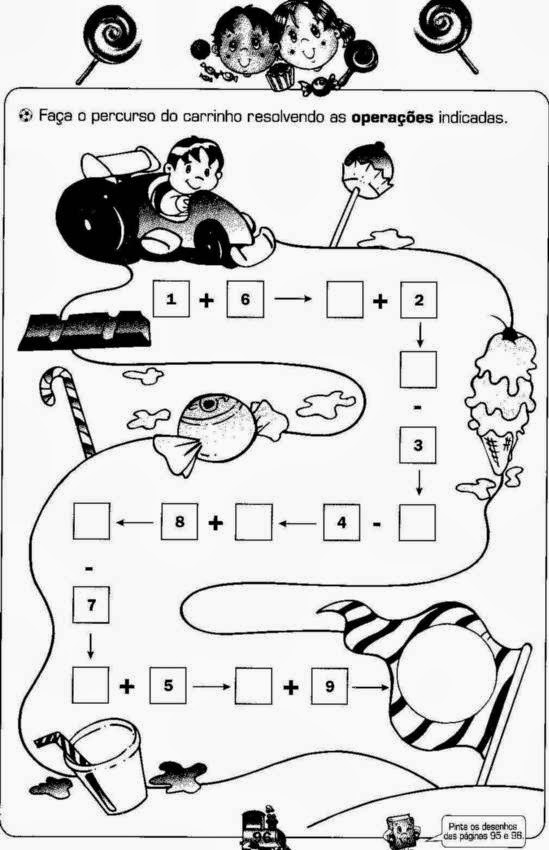 Faça o percurso do carrinho resolvendo as operações indicadas.
1 + 6 → + 2
-
3
8 + ← 4 -
-
7
+ 5 → + 9 →
96
Pinte os desenhos
das páginas 95 e 96.